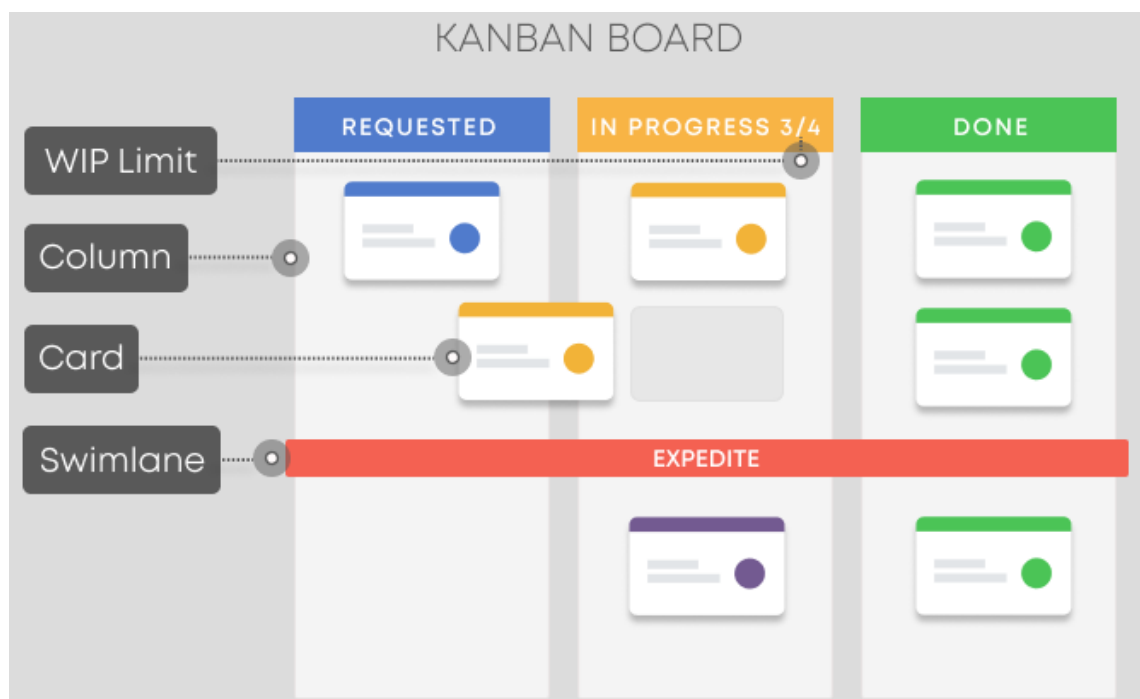 KANBAN BOARD
REQUESTED
IN PROGRESS 3/4
DONE
WIP Limit
Column
Card
Swimlane
EXPEDITE